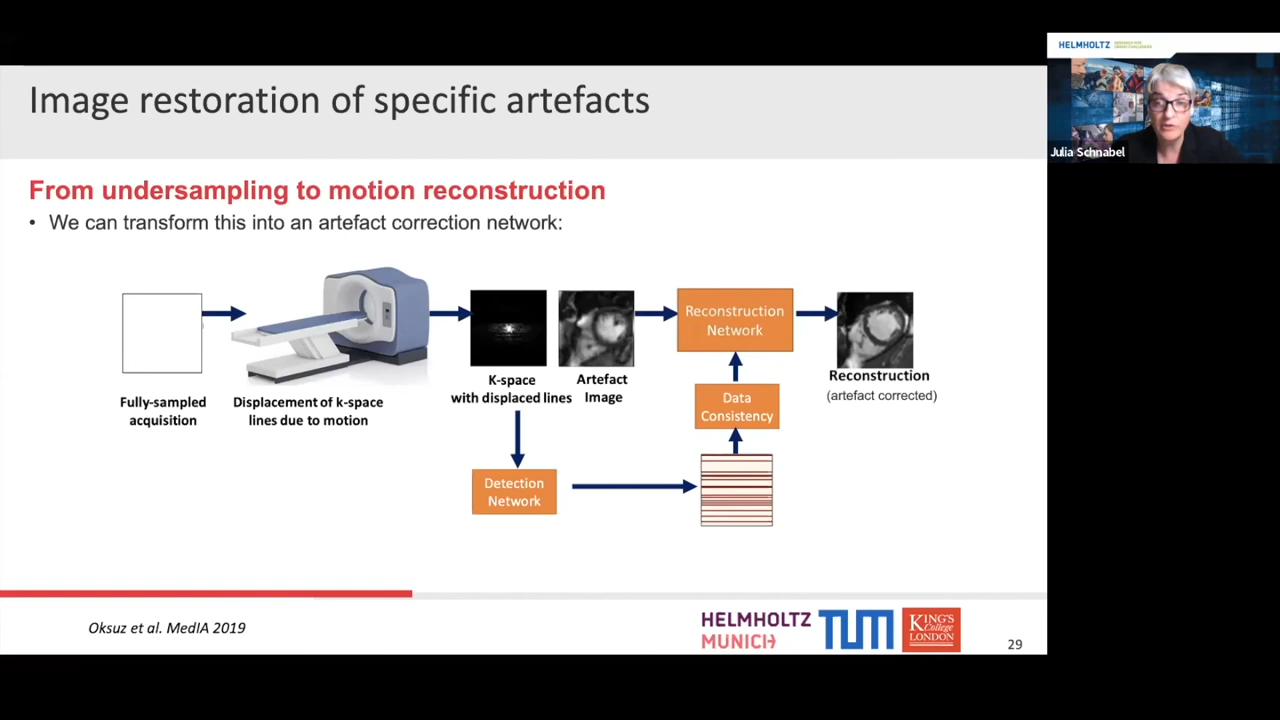 Image restoration of specific artefacts
HELMHOLTZ
Julia Schnabel
From undersampling to motion reconstruction
• We can transform this into an artefact correction network:
Fully-sampled
acquisition
Displacement of k-space
lines due to motion
K-space
with displaced lines
Artefact
Image
Reconstruction
Network
Reconstruction
(artefact corrected)
Data
Consistency
Detection
Network
Oksuz et al. MedIA 2019
HELMHOLTZ
MUNICH
TUM
KING'S
College
LONDON
29